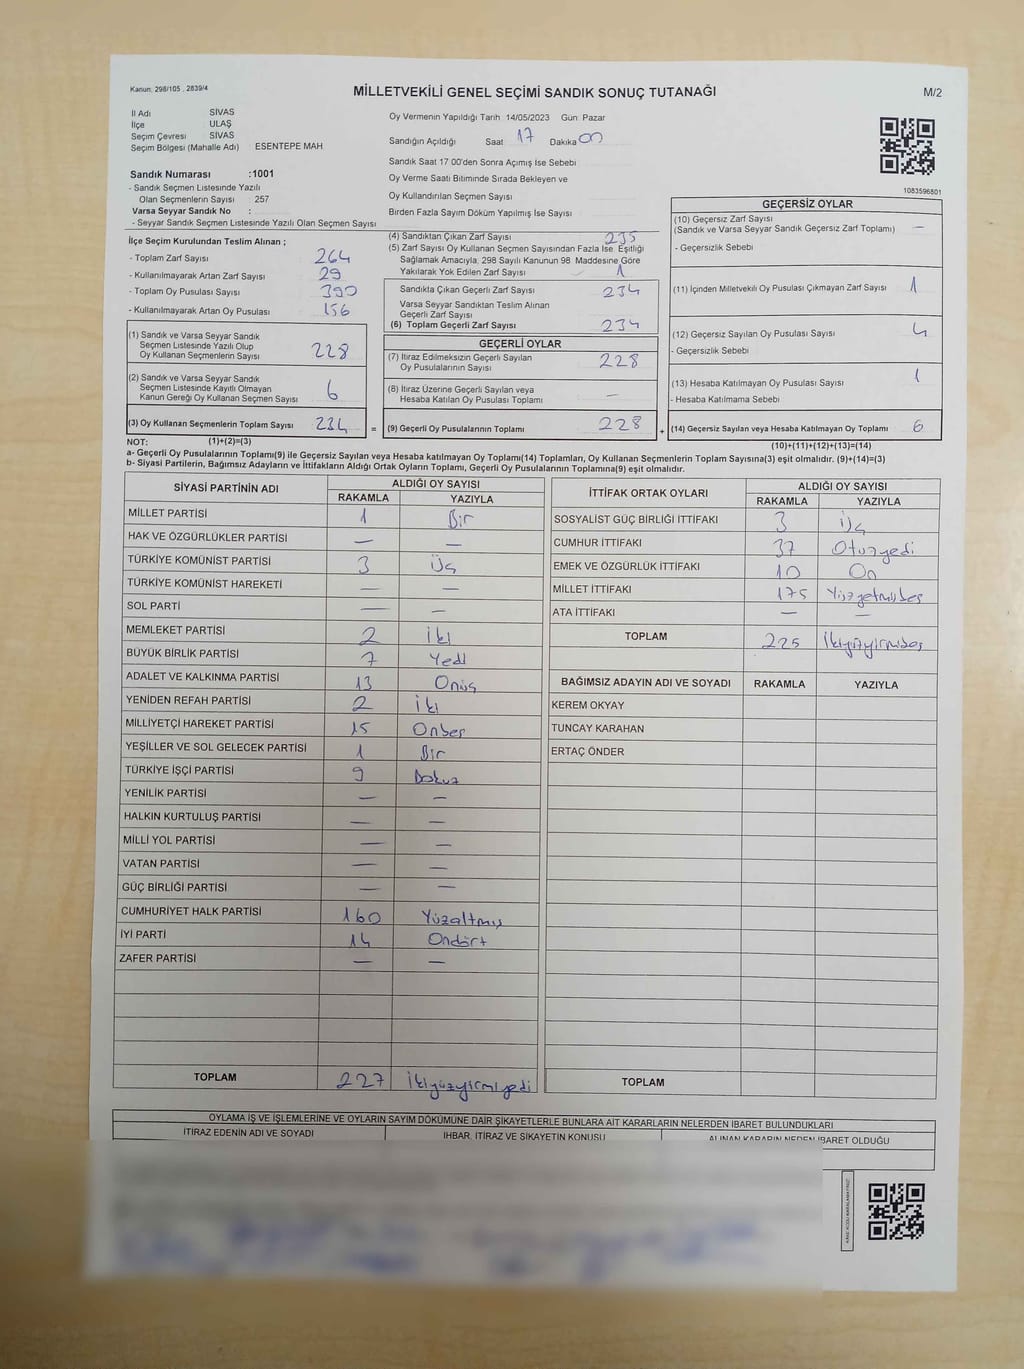 Kanun: 298/105 , 2839/4
MİLLETVEKİLİ GENEL SEÇİMİ SANDIK SONUÇ TUTANAĞI
M/2
İl Adı SİVAS
İlçe ULAŞ
Seçim Çevresi SİVAS
Seçim Bölgesi (Mahalle Adı) ESENTEPE MAH
Sandık Numarası :1001
- Sandık Seçmen Listesinde Yazılı
Olan Seçmenlerin Sayısı 257
Varsa Seyyar Sandık No :
- Seyyar Sandık Seçmen Listesinde Yazılı Olan Seçmen Sayısı
Oy Vermenin Yapıldığı Tarih 14/05/2023 Gün: Pazar
Sandığın Açıldığı Saat 17 Dakika 00
Sandık Saat 17 00'den Sonra Açımış İse Sebebi
Oy Verme Saati Bitiminde Sırada Bekleyen ve
Oy Kullandırılan Seçmen Sayısı
Birden Fazla Sayım Döküm Yapılmış İse Sayısı
1083596801
İlçe Seçim Kurulundan Teslim Alınan ;
- Toplam Zarf Sayısı 264
- Kullanılmayarak Artan Zarf Sayısı 29
- Toplam Oy Pusulası Sayısı 390
- Kullanılmayarak Artan Oy Pusulası 156
(1) Sandık ve Varsa Seyyar Sandık
Seçmen Listesinde Yazılı Olup
Oy Kullanan Seçmenlerin Sayısı 228
(2) Sandık ve Varsa Seyyar Sandık
Seçmen Listesinde Kayıtlı Olmayan
Kanun Gereği Oy Kullanan Seçmen Sayısı 6
(3) Oy Kullanan Seçmenlerin Toplam Sayısı 234 =
(1)+(2)=(3)
(4) Sandıktan Çıkan Zarf Sayısı 235
(5) Zarf Sayısı Oy Kullanan Seçmen Sayısından Fazla İse, Eşitliği
Sağlamak Amacıyla, 298 Sayılı Kanunun 98 Maddesine Göre
Yakılarak Yok Edilen Zarf Sayısı 1
Sandıkta Çıkan Geçerli Zarf Sayısı 234
Varsa Seyyar Sandıktan Teslim Alınan
Geçerli Zarf Sayısı
(6) Toplam Geçerli Zarf Sayısı 234
GEÇERLİ OYLAR
(7) İtiraz Edilmeksizin Geçerli Sayılan
Oy Pusulalarının Sayısı 228
(8) İtiraz Üzerine Geçerli Sayılan veya
Hesaba Katılan Oy Pusulası Toplamı —
(9) Geçerli Oy Pusulalarının Toplamı 228 +
GEÇERSİZ OYLAR
(10) Geçersiz Zarf Sayısı
(Sandık ve Varsa Seyyar Sandık Geçersiz Zarf Toplamı) —
- Geçersizlik Sebebi
(11) İçinden Milletvekili Oy Pusulası Çıkmayan Zarf Sayısı 1
(12) Geçersiz Sayılan Oy Pusulası Sayısı 4
- Geçersizlik Sebebi
(13) Hesaba Katılmayan Oy Pusulası Sayısı 1
- Hesaba Katılmama Sebebi
(14) Geçersiz Sayılan veya Hesaba Katılmayan Oy Toplamı 6
(10)+(11)+(12)+(13)=(14)
NOT:
a- Geçerli Oy Pusulalarının Toplamı(9) ile Geçersiz Sayılan veya Hesaba katılmayan Oy Toplamı(14) Toplamları, Oy Kullanan Seçmenlerin Toplam Sayısına(3) eşit olmalıdır. (9)+(14)=(3)
b- Siyasi Partilerin, Bağımsız Adayların ve İttifakların Aldığı Ortak Oyların Toplamı, Geçerli Oy Pusulalarının Toplamına(9) eşit olmalıdır.
SİYASİ PARTİNİN ADI ALDIĞI OY SAYISI
RAKAMLA YAZIYLA
MİLLET PARTİSİ 1 Bir
HAK VE ÖZGÜRLÜKLER PARTİSİ — —
TÜRKİYE KOMÜNİST PARTİSİ 3 Üç
TÜRKİYE KOMÜNİST HAREKETİ — —
SOL PARTİ — —
MEMLEKET PARTİSİ 2 İki
BÜYÜK BİRLİK PARTİSİ 7 Yedi
ADALET VE KALKINMA PARTİSİ 13 Onüç
YENİDEN REFAH PARTİSİ 2 İki
MİLLİYETÇİ HAREKET PARTİSİ 15 Onbeş
YEŞİLLER VE SOL GELECEK PARTİSİ 1 Bir
TÜRKİYE İŞÇİ PARTİSİ 9 Dokuz
YENİLİK PARTİSİ — —
HALKIN KURTULUŞ PARTİSİ — —
MİLLİ YOL PARTİSİ — —
VATAN PARTİSİ — —
GÜÇ BİRLİĞİ PARTİSİ — —
CUMHURİYET HALK PARTİSİ 160 Yüzaltmış
İYİ PARTİ 14 Ondört
ZAFER PARTİSİ — —
TOPLAM 227 İkiyüzyirmiyedi
İTTİFAK ORTAK OYLARI ALDIĞI OY SAYISI
RAKAMLA YAZIYLA
SOSYALİST GÜÇ BİRLİĞİ İTTİFAKI 3 Üç
CUMHUR İTTİFAKI 37 Otuzyedi
EMEK VE ÖZGÜRLÜK İTTİFAKI 10 On
MİLLET İTTİFAKI 175 Yüzyetmişbeş
ATA İTTİFAKI — —
TOPLAM 225 İkiyüzyirmibeş
BAĞIMSIZ ADAYIN ADI VE SOYADI RAKAMLA YAZIYLA
KEREM OKYAY
TUNCAY KARAHAN
ERTAÇ ÖNDER
TOPLAM
OYLAMA İŞ VE İŞLEMLERİNE VE OYLARIN SAYIM DÖKÜMÜNE DAİR ŞİKAYETLERLE BUNLARA AİT KARARLARIN NELERDEN İBARET BULUNDUKLARI
İTİRAZ EDENİN ADI VE SOYADI İHBAR, İTİRAZ VE ŞİKAYETİN KONUSU ALINAN KARARIN NEDEN İBARET OLDUĞU